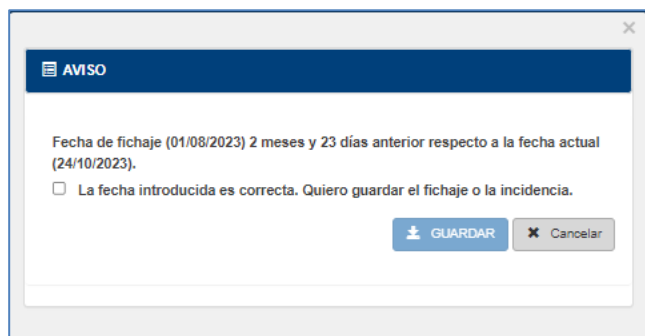 AVISO
Fecha de fichaje (01/08/2023) 2 meses y 23 días anterior respecto a la fecha actual
(24/10/2023).
La fecha introducida es correcta. Quiero guardar el fichaje o la incidencia.
GUARDAR
Cancelar